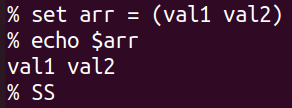 % set arr = (val1 val2)
% echo $arr
val1 val2
% SS